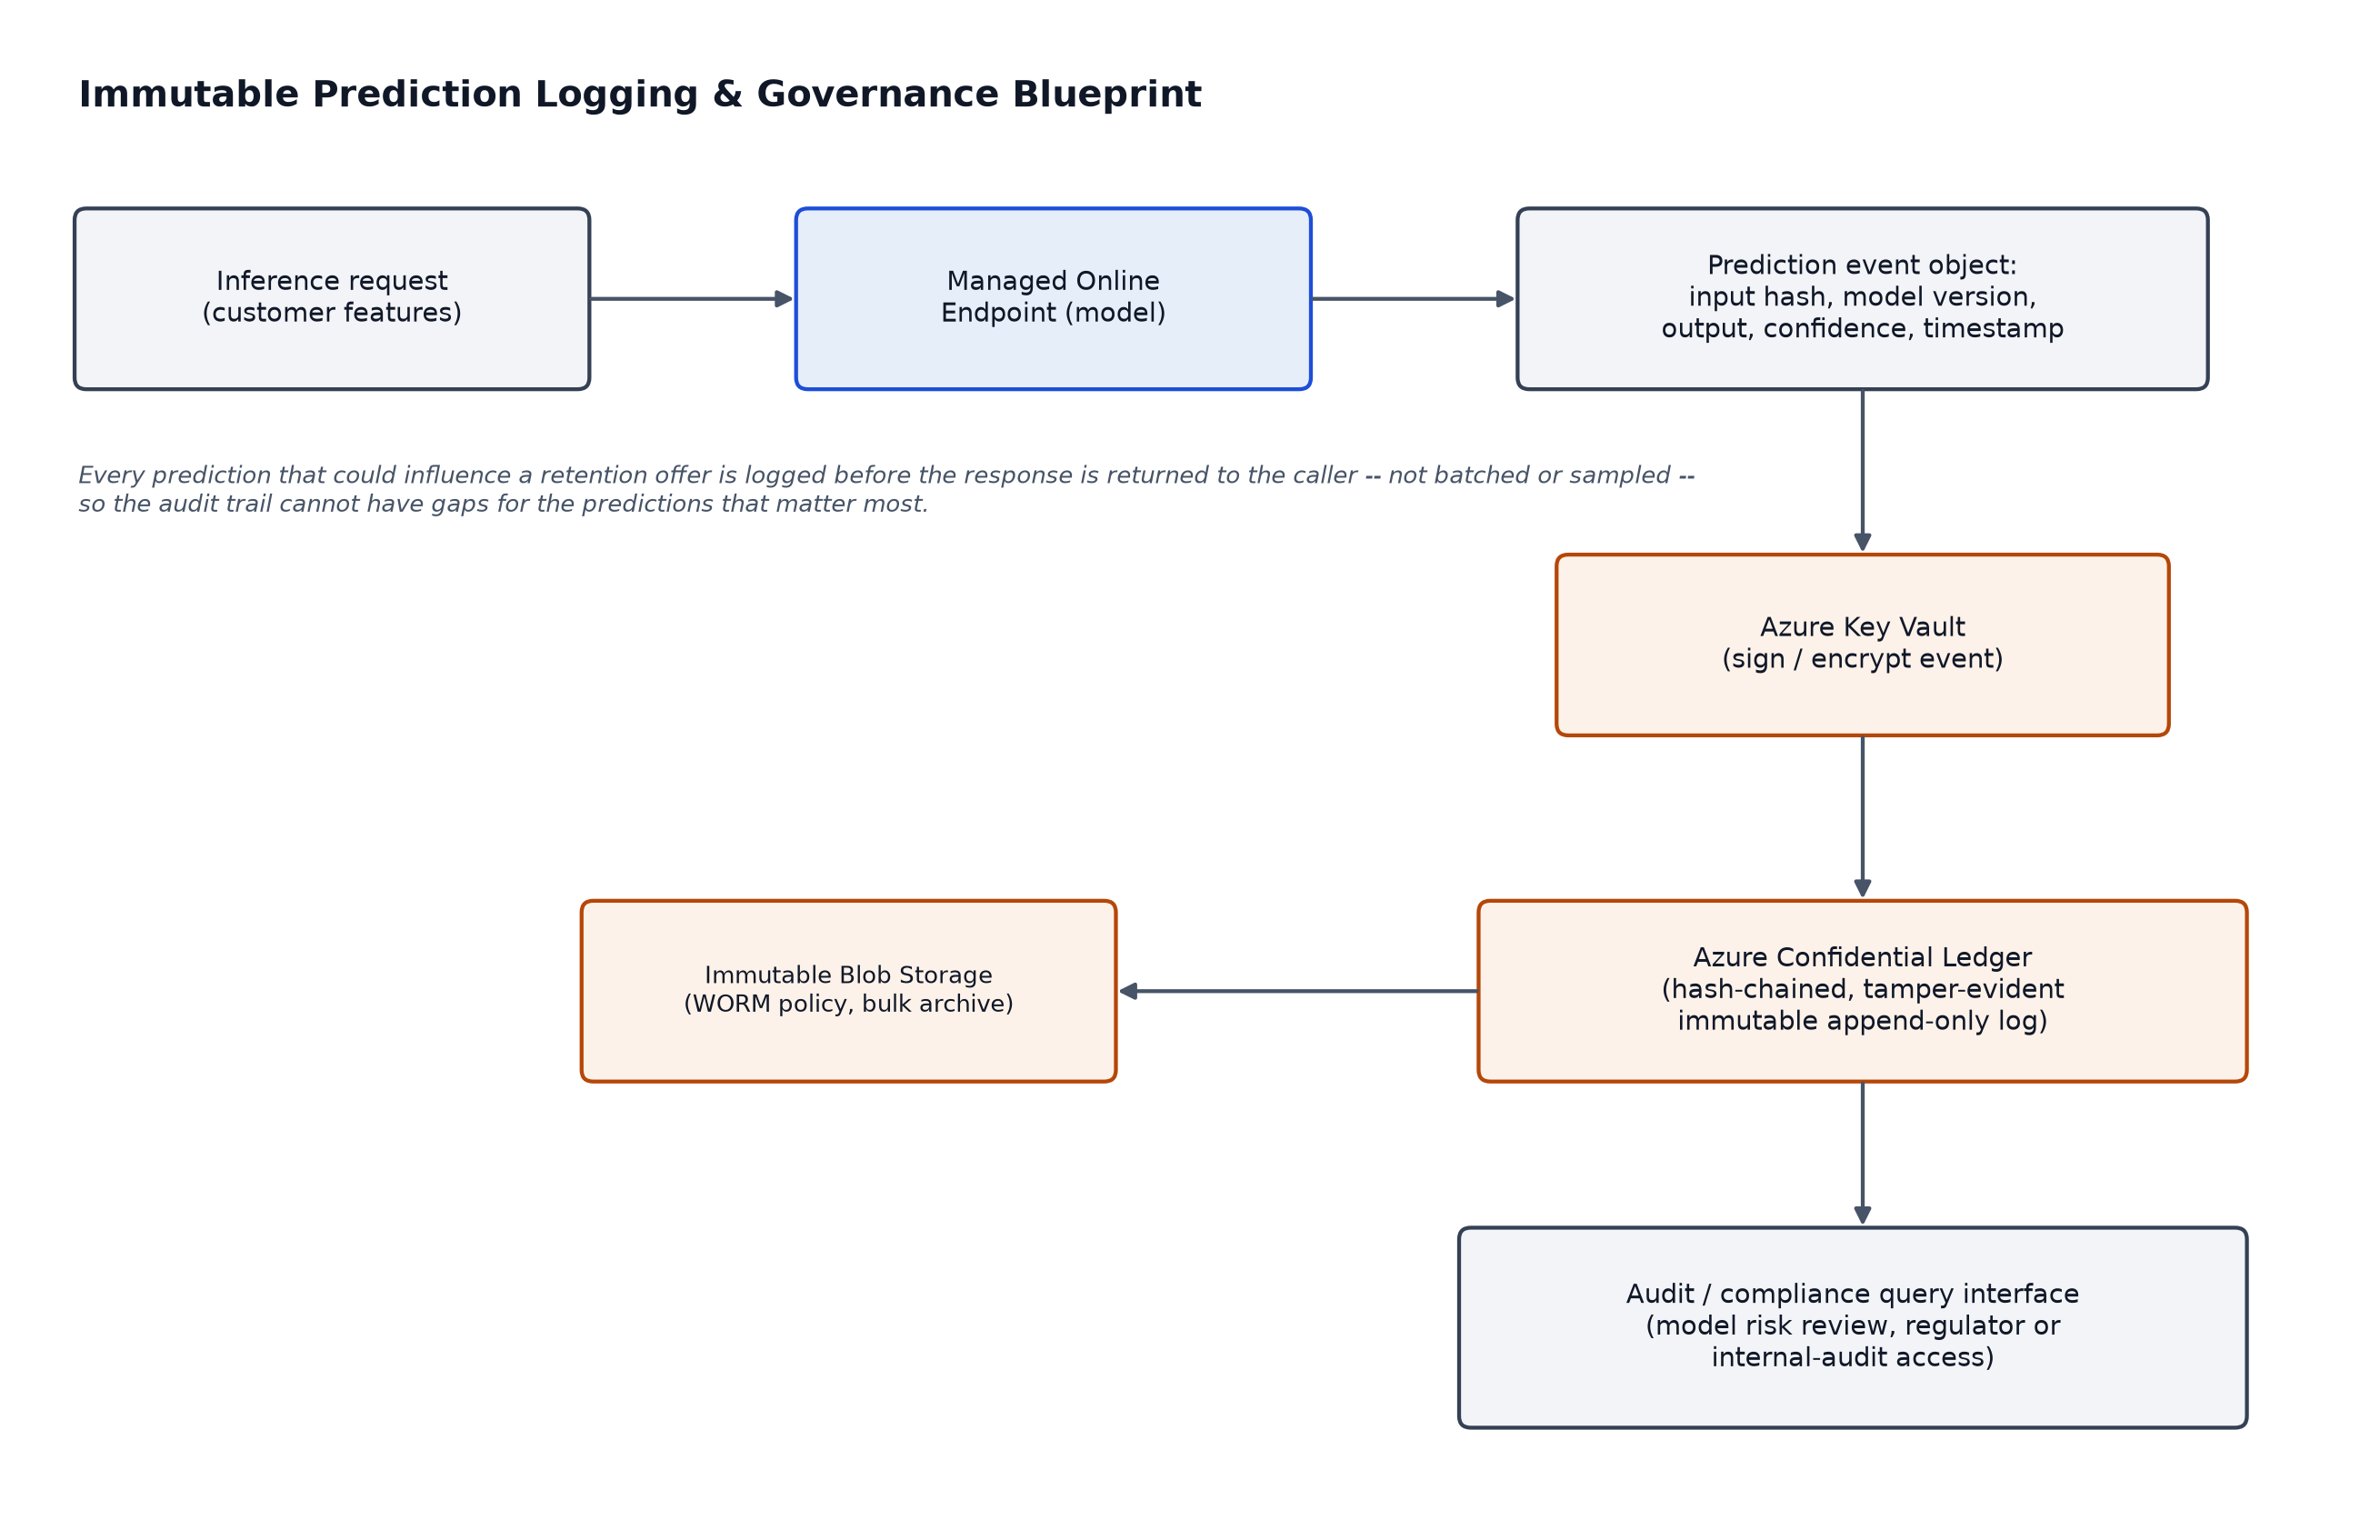 Immutable Prediction Logging & Governance Blueprint
Inference request
(customer features)
Managed Online
Endpoint (model)
Prediction event object:
input hash, model version,
output, confidence, timestamp
Every prediction that could influence a retention offer is logged before the response is returned to the caller -- not batched or sampled --
so the audit trail cannot have gaps for the predictions that matter most.
Azure Key Vault
(sign / encrypt event)
Immutable Blob Storage
(WORM policy, bulk archive)
Azure Confidential Ledger
(hash-chained, tamper-evident
immutable append-only log)
Audit / compliance query interface
(model risk review, regulator or
internal-audit access)